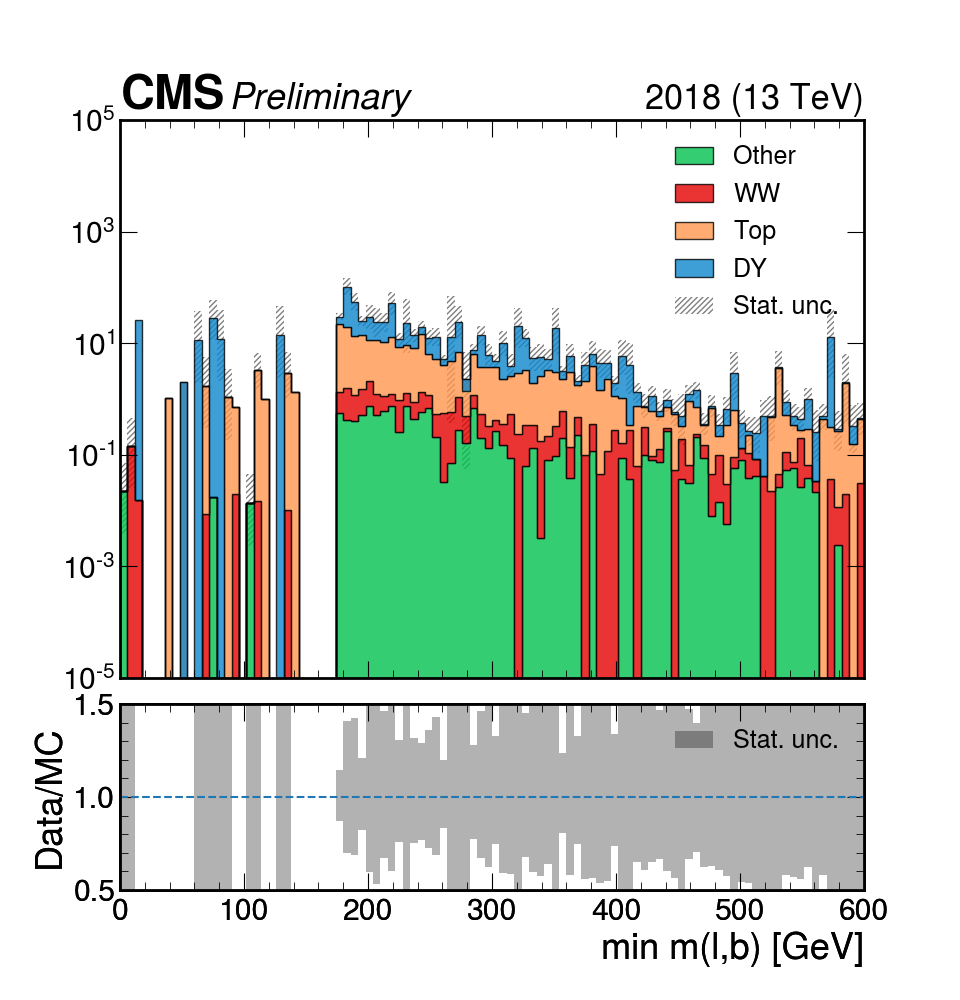 CMS Preliminary 2018 (13 TeV)
10^5
Other
WW
10^3
Top
DY
Stat. unc.
10^1
10^-1
10^-3
10^-5
1.5
Stat. unc.
Data/MC
1.0
0.5
0 100 200 300 400 500 600
min m(l,b) [GeV]